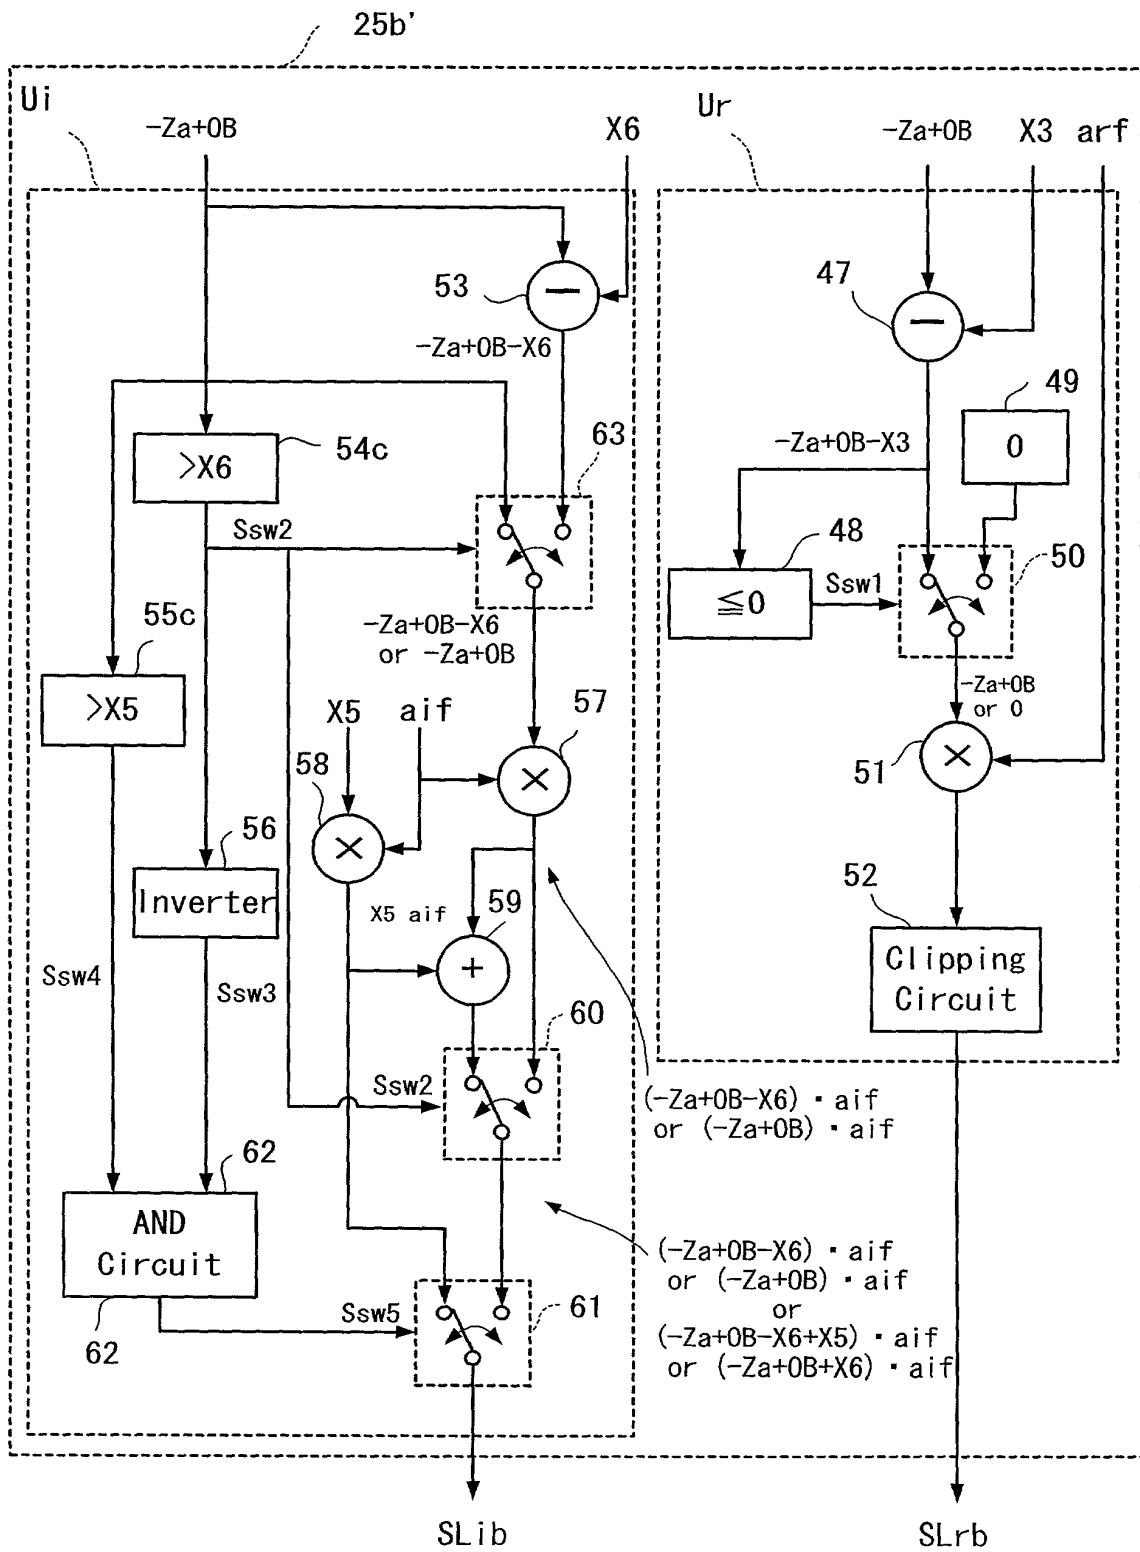 25b'
Ui
-Za+OB
X6
Ur
-Za+OB
X3
arf
53
−
-Za+OB-X6
47
−
49
0
-Za+OB-X3
>X6
54c
63
Ssw2
48
≦0
Ssw1
50
-Za+OB-X6
or -Za+OB
55c
>X5
-Za+OB
or 0
X5
aif
57
×
58
×
51
×
56
Inverter
X5 aif
59
+
52
Clipping
Circuit
Ssw4
Ssw3
60
Ssw2
(-Za+OB-X6)・aif
or (-Za+OB)・aif
62
AND
Circuit
62
Ssw5
61
(-Za+OB-X6)・aif
or (-Za+OB)・aif
or
(-Za+OB-X6+X5)・aif
or (-Za+OB+X6)・aif
SLib
SLrb